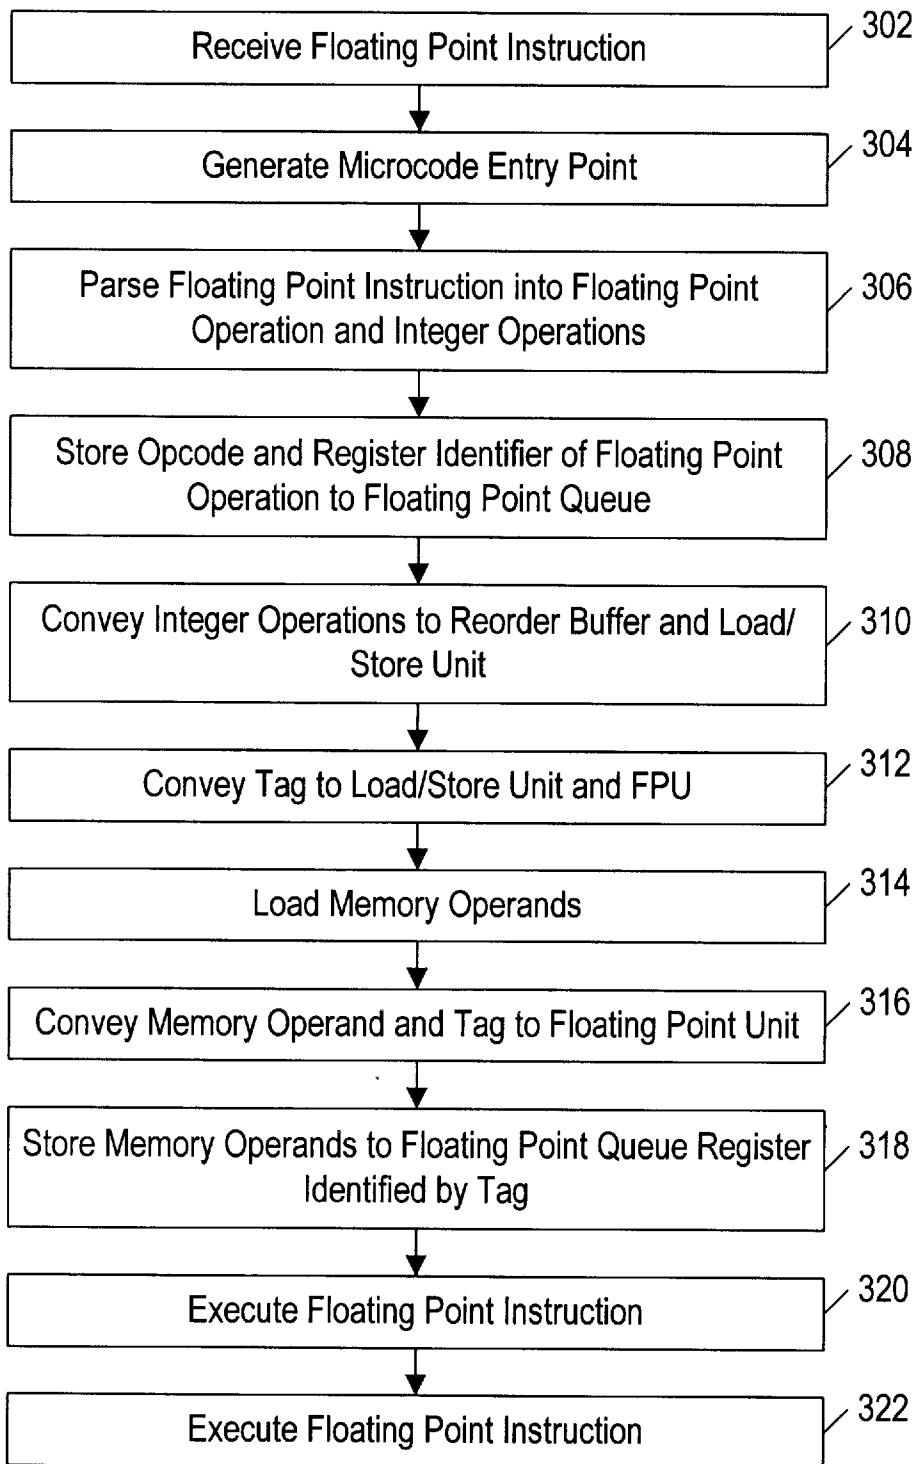 Receive Floating Point Instruction
302
Generate Microcode Entry Point
304
Parse Floating Point Instruction into Floating Point
Operation and Integer Operations
306
Store Opcode and Register Identifier of Floating Point
Operation to Floating Point Queue
308
Convey Integer Operations to Reorder Buffer and Load/
Store Unit
310
Convey Tag to Load/Store Unit and FPU
312
Load Memory Operands
314
Convey Memory Operand and Tag to Floating Point Unit
316
Store Memory Operands to Floating Point Queue Register
Identified by Tag
318
Execute Floating Point Instruction
320
Execute Floating Point Instruction
322